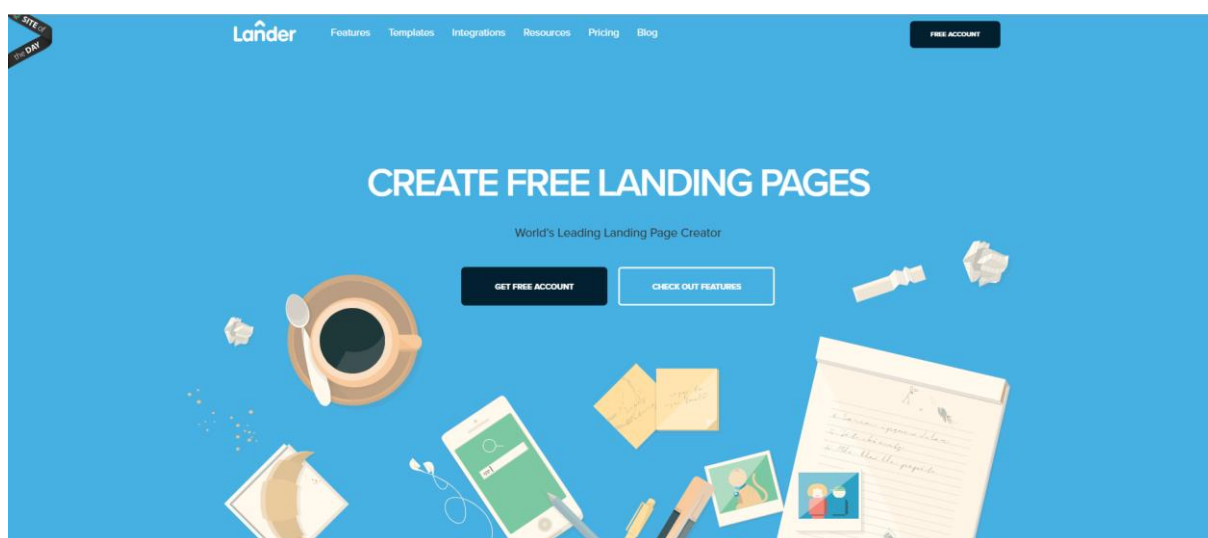 SITE of
the DAY
Lander
Features Templates Integrations Resources Pricing Blog
FREE ACCOUNT
CREATE FREE LANDING PAGES
World's Leading Landing Page Creator
GET FREE ACCOUNT
CHECK OUT FEATURES